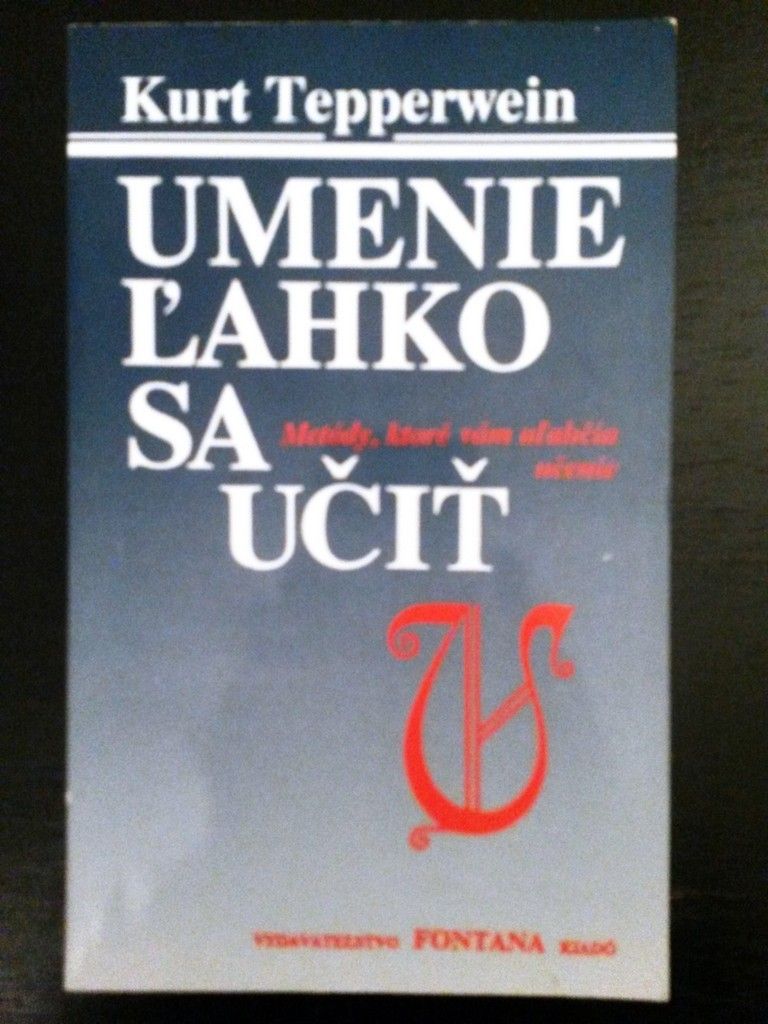 Kurt Tepperwein
UMENIE
ĽAHKO
SA
UČIŤ
Metódy, ktoré vám uľahčia
učenie
VYDAVATEĽSTVO FONTANA KIADÓ